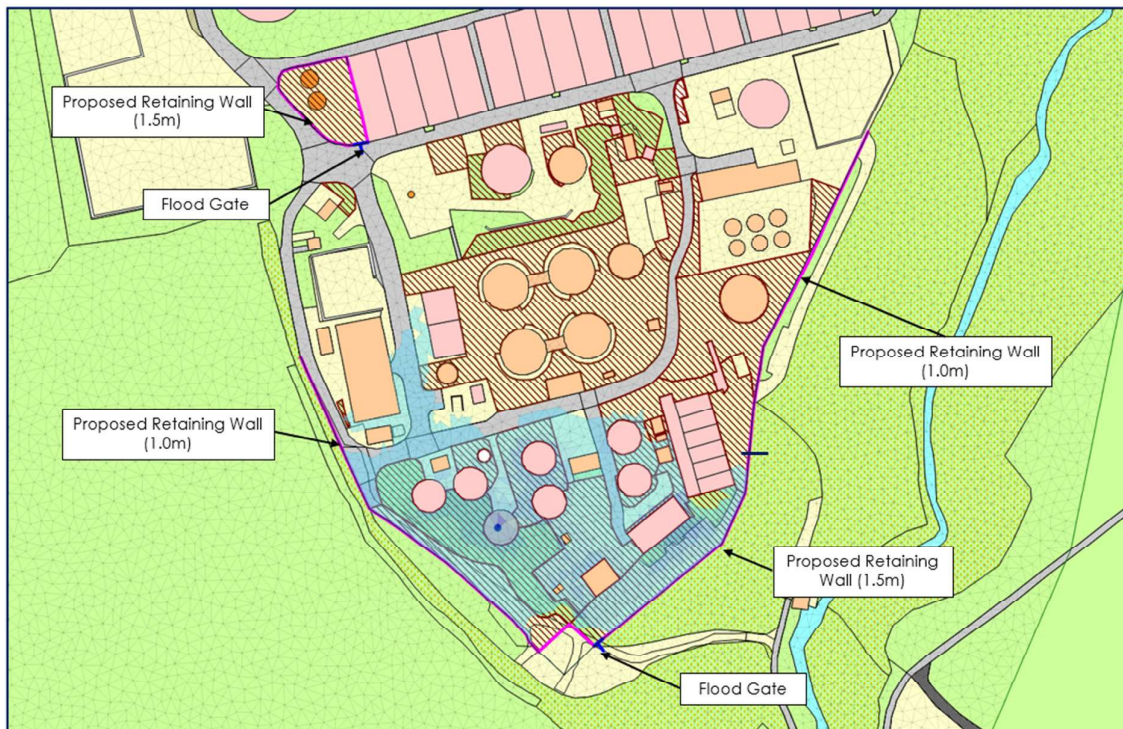 Proposed Retaining Wall
(1.5m)
Flood Gate
Proposed Retaining Wall
(1.0m)
Proposed Retaining Wall
(1.0m)
Proposed Retaining
Wall (1.5m)
Flood Gate